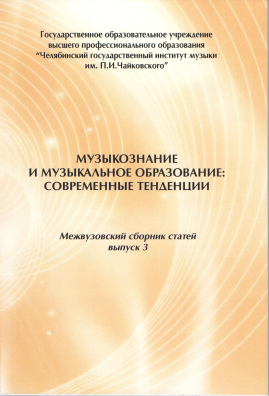 Государственное образовательное учреждение
высшего профессионального образования
"Челябинский государственный институт музыки
им. П.И.Чайковского"
МУЗЫКОЗНАНИЕ
И МУЗЫКАЛЬНОЕ ОБРАЗОВАНИЕ:
СОВРЕМЕННЫЕ ТЕНДЕНЦИИ
Межвузовский сборник статей
выпуск 3